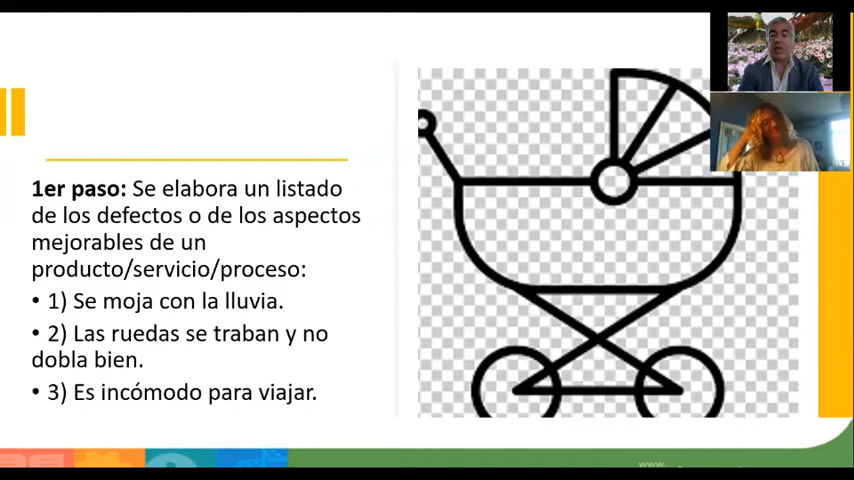 1er paso: Se elabora un listado
de los defectos o de los aspectos
mejorables de un
producto/servicio/proceso:
• 1) Se moja con la lluvia.
• 2) Las ruedas se traban y no
dobla bien.
• 3) Es incómodo para viajar.
www.